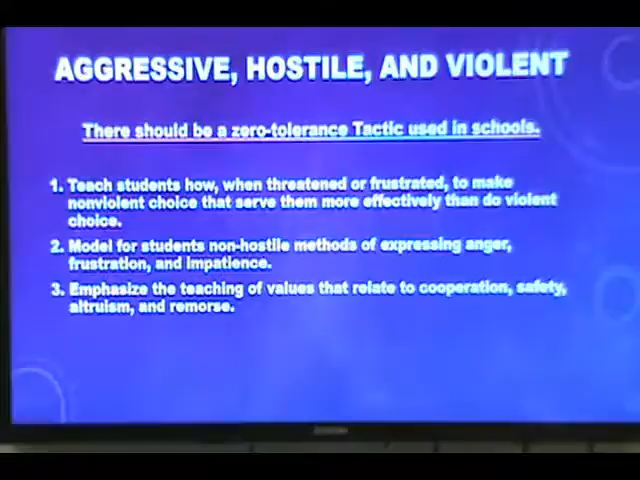 AGGRESSIVE, HOSTILE, AND VIOLENT
There should be a zero-tolerance Tactic used in schools.
1. Teach students how, when threatened or frustrated, to make
nonviolent choice that serve them more effectively than do violent
choice.
2. Model for students non-hostile methods of expressing anger,
frustration, and impatience.
3. Emphasize the teaching of values that relate to cooperation, safety,
altruism, and remorse.